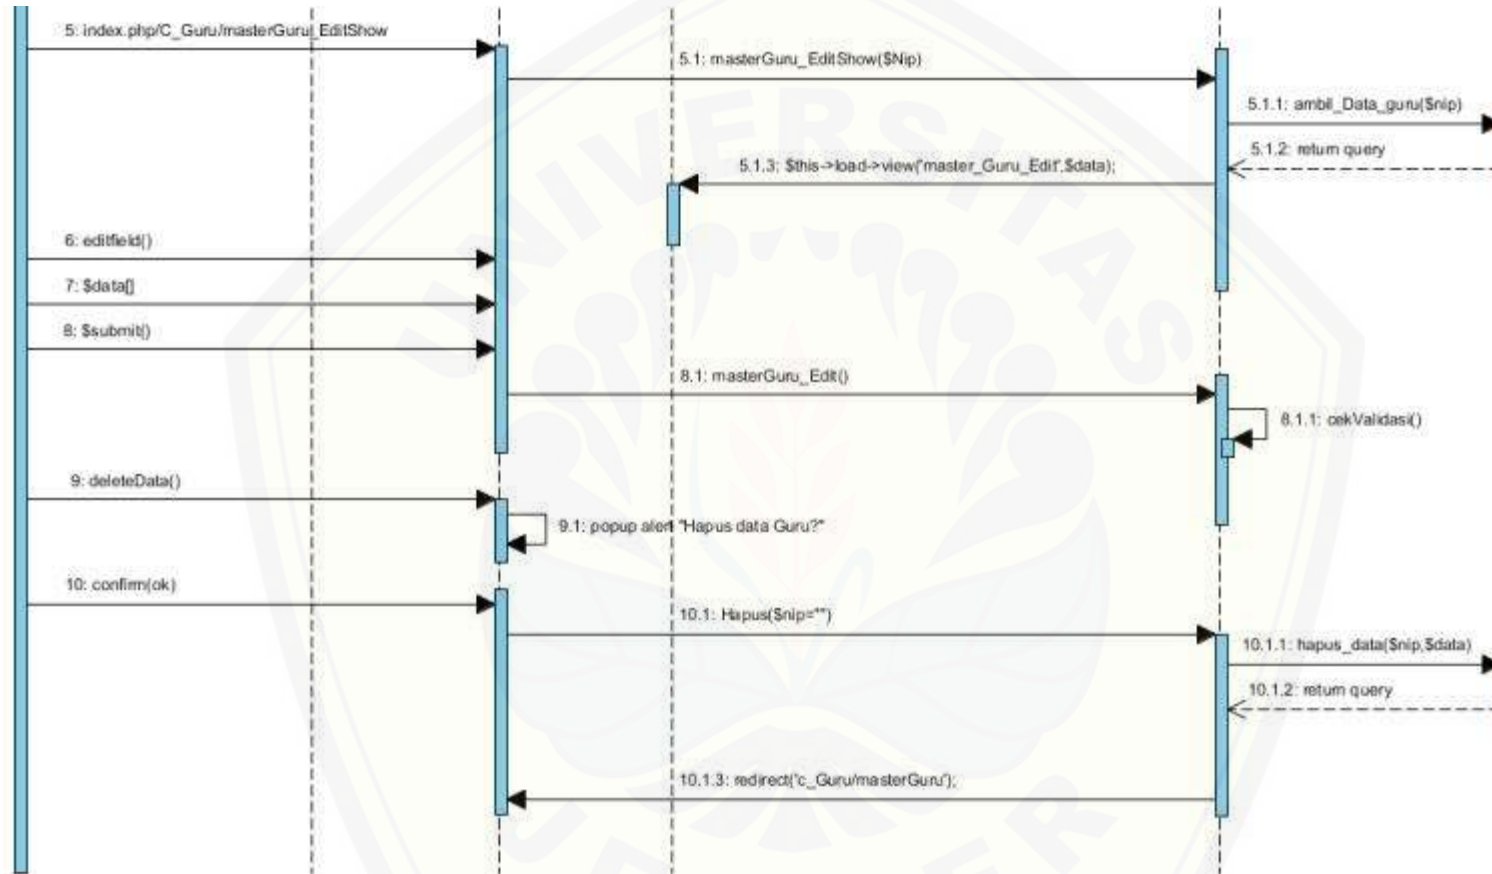 5: index.php/C_Guru/masterGuru_EditShow
5.1: masterGuru_EditShow($Nip)
5.1.1: ambil_Data_guru($nip)
5.1.2: return query
5.1.3: $this->load->view('master_Guru_Edit',$data);
6: editfield()
7: $data[]
8: $submit()
8.1: masterGuru_Edit()
8.1.1: cekValidasi()
9: deleteData()
9.1: popup alert "Hapus data Guru?"
10: confirm(ok)
10.1: Hapus($nip="")
10.1.1: hapus_data($nip,$data)
10.1.2: return query
10.1.3: redirect('c_Guru/masterGuru');
UNIVERSITAS